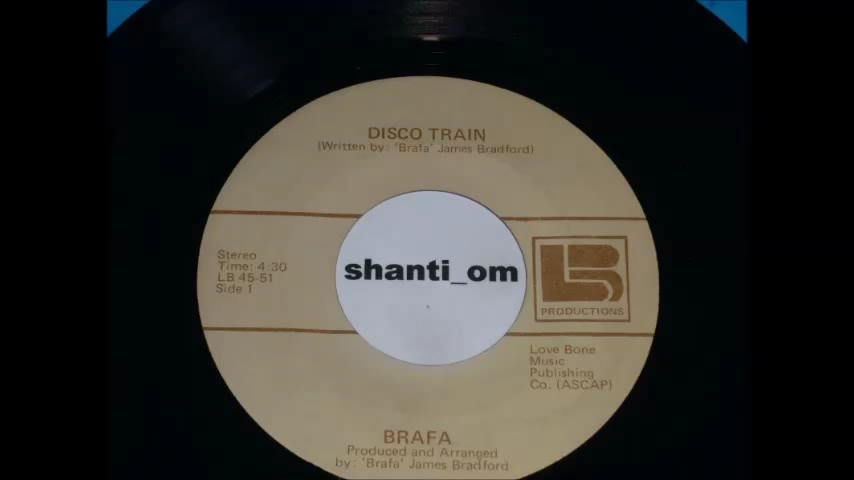 DISCO TRAIN
(Written by: 'Brafa' James Bradford)
Stereo
Time: 4:30
LB 45-51
Side 1
shanti_om
LB
PRODUCTIONS
Love Bone
Music
Publishing
Co. (ASCAP)
BRAFA
Produced and Arranged
by: 'Brafa' James Bradford